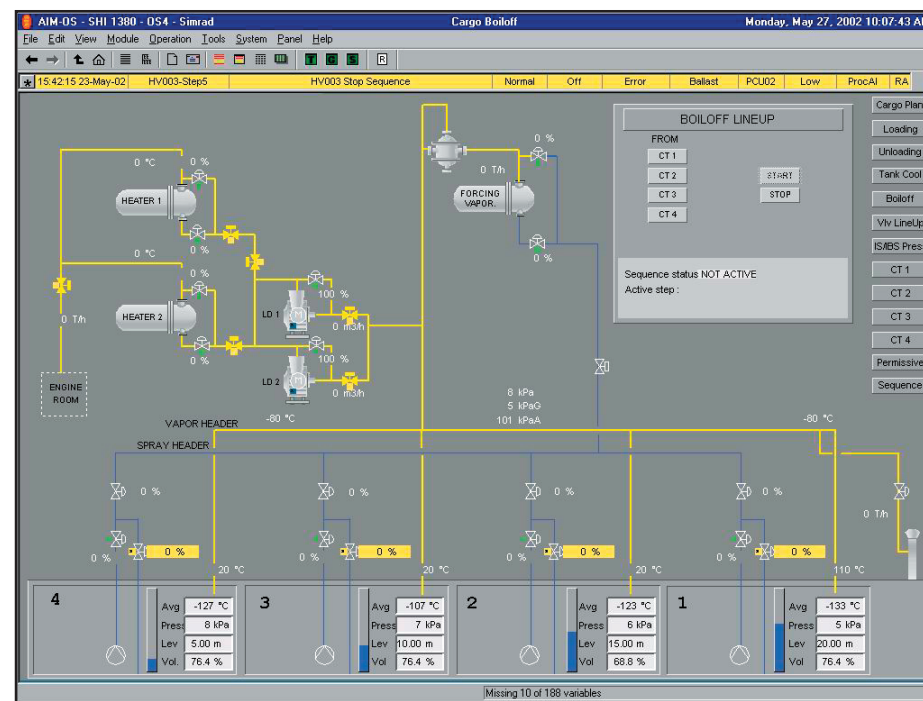 AIM-OS - SHI 1380 - OS4 - Simrad Cargo Boiloff Monday, May 27, 2002 10:07:43 AM
File Edit View Module Operation Tools System Panel Help
T G S R
15:42:15 23-May-02 HV003-Step5 HV003 Stop Sequence Normal Off Error Ballast PCU02 Low ProcAl RA
Cargo Plan
Loading
Unloading
Tank Cool
Boiloff
Vlv LineUp
IS/IBS Press
CT 1
CT 2
CT 3
CT 4
Permissive
Sequence
BOILOFF LINEUP
FROM
CT 1
CT 2 START
CT 3 STOP
CT 4
Sequence status NOT ACTIVE
Active step :
0 %
0 T/h
FORCING
VAPOR.
0 %
0 °C 0 %
HEATER 1
0 %
0 °C
0 %
HEATER 2
0 %
0 T/h
ENGINE
ROOM
LD 1 M
100 %
0 m3/h
LD 2 M
100 %
0 m3/h
8 kPa
5 kPaG
101 kPaA
VAPOR HEADER -80 °C -80 °C
SPRAY HEADER
0 % 0 % 0 % 0 %
0 T/h
0 % 0 % 0 % 0 % 0 % 0 % 0 % 0 %
20 °C 20 °C 20 °C 110 °C
4
Avg -127 °C
Press 8 kPa
Lev 5.00 m
Vol. 76.4 %
3
Avg -107 °C
Press 7 kPa
Lev 10.00 m
Vol 76.4 %
2
Avg -123 °C
Press 6 kPa
Lev 15.00 m
Vol 68.8 %
1
Avg -133 °C
Press 5 kPa
Lev 20.00 m
Vol 76.4 %
Missing 10 of 188 variables